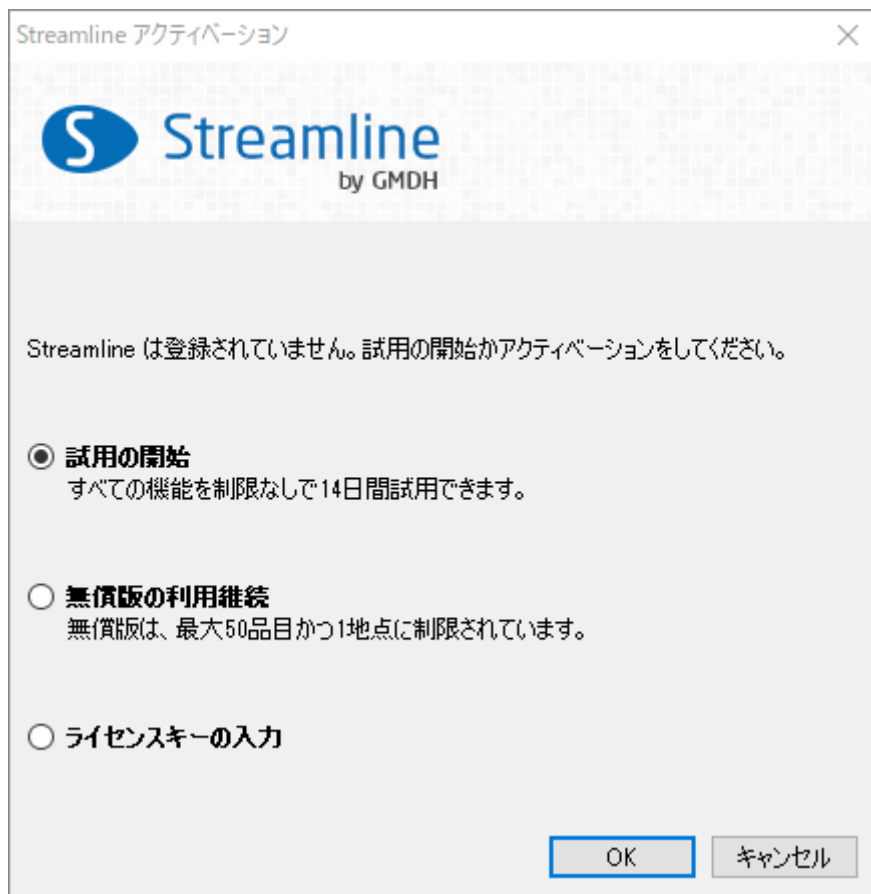 Streamline アクティベーション
Streamline
by GMDH
Streamline は登録されていません。試用の開始かアクティベーションをしてください。
試用の開始
すべての機能を制限なしで14日間試用できます。
無償版の利用継続
無償版は、最大50品目かつ1地点に制限されています。
ライセンスキーの入力
OK キャンセル